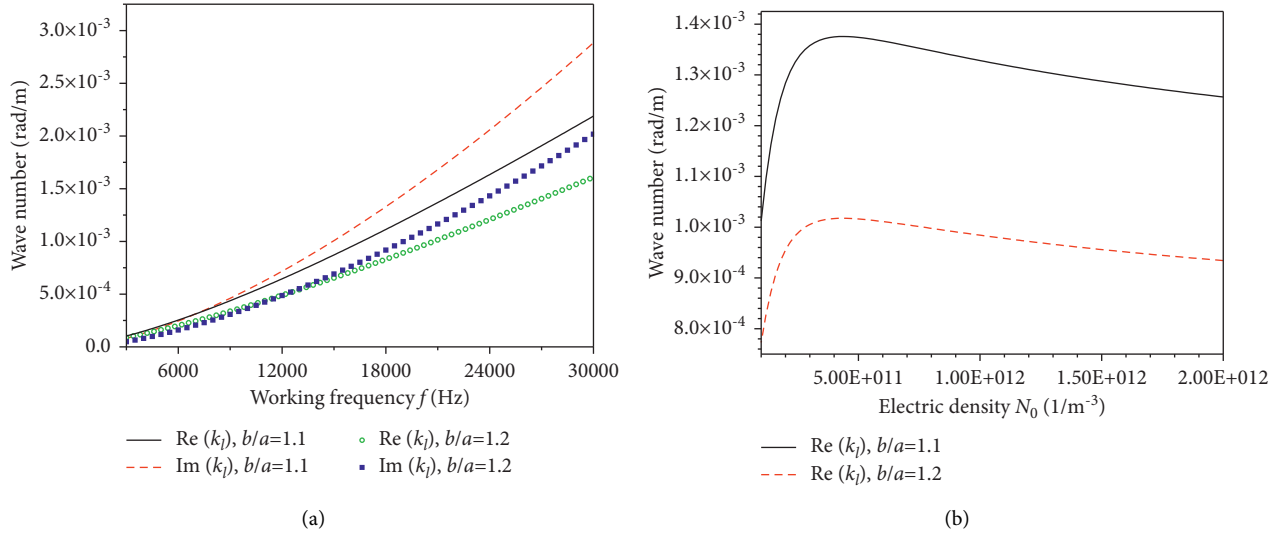 3.0×10⁻³
2.5×10⁻³
2.0×10⁻³
1.5×10⁻³
1.0×10⁻³
5.0×10⁻⁴
0.0
Wave number (rad/m)
6000 12000 18000 24000 30000
Working frequency f (Hz)
Re (kₗ), b/a=1.1
Im (kₗ), b/a=1.1
Re (kₗ), b/a=1.2
Im (kₗ), b/a=1.2
(a)
1.4×10⁻³
1.3×10⁻³
1.2×10⁻³
1.0×10⁻³
1.0×10⁻³
9.0×10⁻⁴
8.0×10⁻⁴
Wave number (rad/m)
5.00E+011 1.00E+012 1.50E+012 2.00E+012
Electric density N₀ (1/m⁻³)
Re (kₗ), b/a=1.1
Re (kₗ), b/a=1.2
(b)